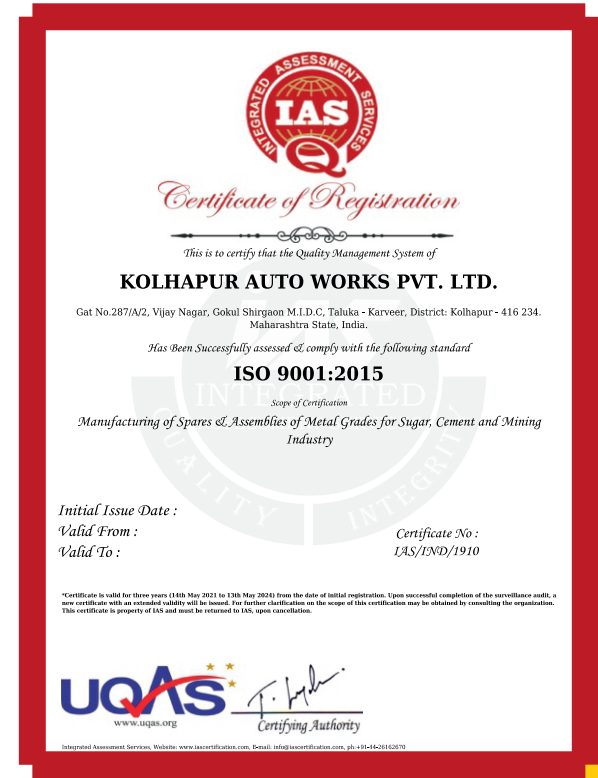 INTEGRATED ASSESSMENT SERVICES
IAS
Q
Certificate of Registration
This is to certify that the Quality Management System of
KOLHAPUR AUTO WORKS PVT. LTD.
Gat No.287/A/2, Vijay Nagar, Gokul Shirgaon M.I.D.C, Taluka - Karveer, District: Kolhapur - 416 234.
Maharashtra State, India.
Has Been Successfully assessed & comply with the following standard
ISO 9001:2015
INTEGRATED
Scope of Certification
Manufacturing of Spares & Assemblies of Metal Grades for Sugar, Cement and Mining
Industry
QUALITY INTEGRITY
Initial Issue Date :
Valid From :
Valid To :
Certificate No :
IAS/IND/1910
*Certificate is valid for three years (14th May 2021 to 13th May 2024) from the date of initial registration. Upon successful completion of the surveillance audit, a
new certificate with an extended validity will be issued. For further clarification on the scope of this certification may be obtained by consulting the organization.
This certificate is property of IAS and must be returned to IAS, upon cancellation.
UQAS
www.uqas.org
Certifying Authority
Integrated Assessment Services, Website: www.iascertification.com, E-mail: info@iascertification.com, ph:+91-44-26162670